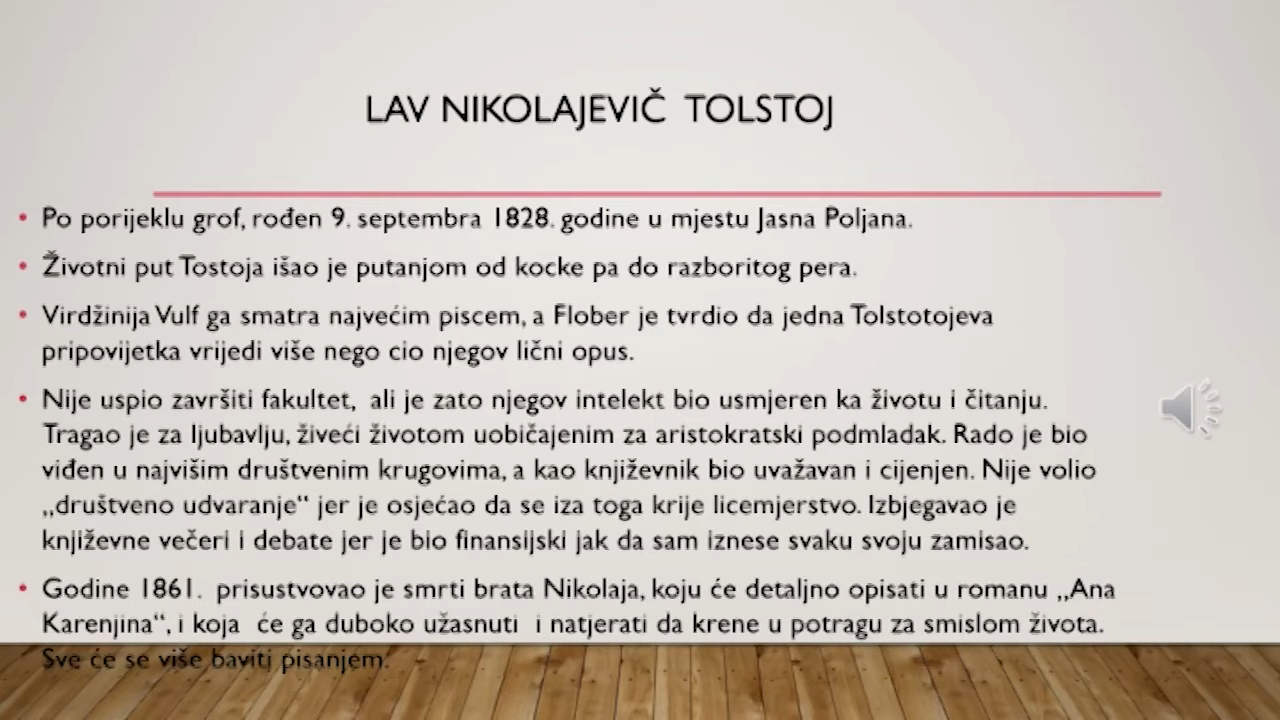 LAV NIKOLAJEVIČ TOLSTOJ
• Po porijeklu grof, rođen 9. septembra 1828. godine u mjestu Jasna Poljana.
• Životni put Tostoja išao je putanjom od kocke pa do razboritog pera.
• Virdžinija Vulf ga smatra najvećim piscem, a Flober je tvrdio da jedna Tolstotojeva
pripovijetka vrijedi više nego cio njegov lični opus.
• Nije uspio završiti fakultet, ali je zato njegov intelekt bio usmjeren ka životu i čitanju.
Tragao je za ljubavlju, živeći životom uobičajenim za aristokratski podmladak. Rado je bio
viđen u najvišim društvenim krugovima, a kao književnik bio uvažavan i cijenjen. Nije volio
„društveno udvaranje“ jer je osjećao da se iza toga krije licemjerstvo. Izbjegavao je
književne večeri i debate jer je bio finansijski jak da sam iznese svaku svoju zamisao.
• Godine 1861. prisustvovao je smrti brata Nikolaja, koju će detaljno opisati u romanu „Ana
Karenjina“, i koja će ga duboko užasnuti i natjerati da krene u potragu za smislom života.
Sve će se više baviti pisanjem.